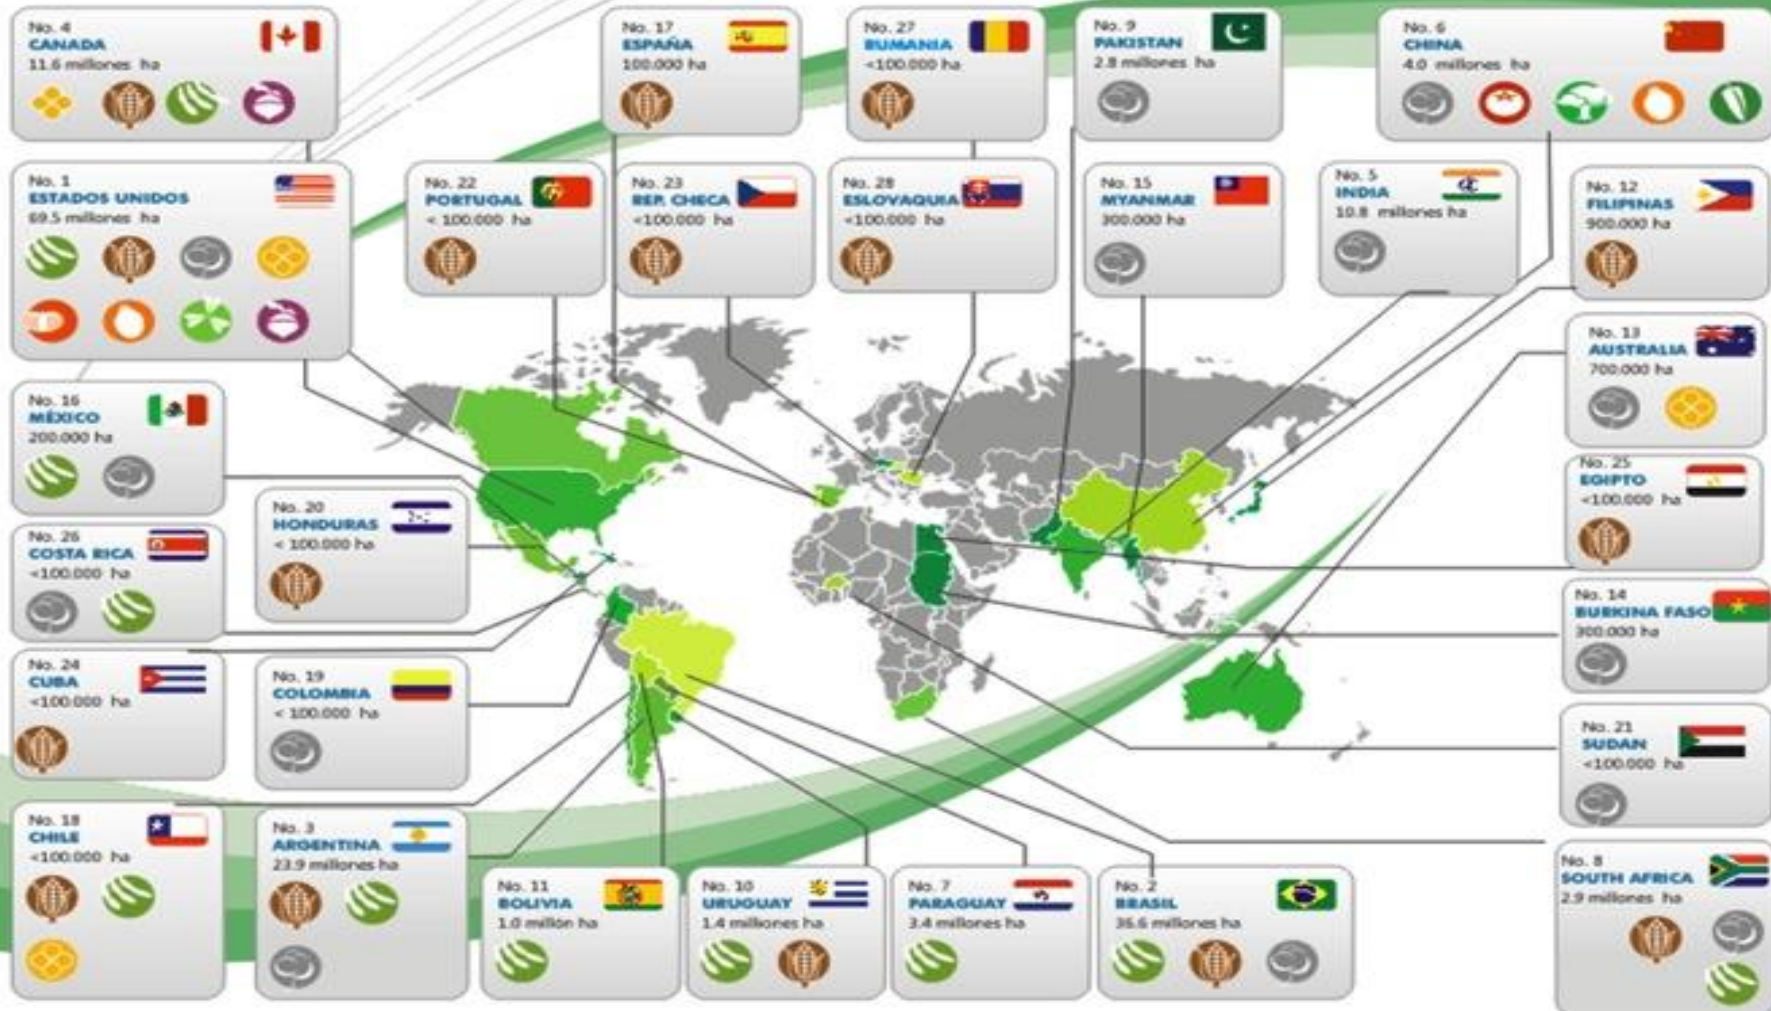 No. 4
CANADA
11.6 millones ha
No. 17
ESPAÑA
100.000 ha
No. 27
RUMANIA
<100.000 ha
No. 9
PAKISTAN
2.8 millones ha
No. 6
CHINA
4.0 millones ha
No. 1
ESTADOS UNIDOS
69.5 millones ha
No. 22
PORTUGAL
< 100.000 ha
No. 23
REP. CHECA
<100.000 ha
No. 28
ESLOVAQUIA
<100.000 ha
No. 15
MYANMAR
300.000 ha
No. 5
INDIA
10.8 millones ha
No. 12
FILIPINAS
900.000 ha
No. 13
AUSTRALIA
700.000 ha
No. 16
MÉXICO
200.000 ha
No. 25
EGIPTO
<100.000 ha
No. 20
HONDURAS
< 100.000 ha
No. 26
COSTA RICA
<100.000 ha
No. 14
BURKINA FASO
300.000 ha
No. 24
CUBA
<100.000 ha
No. 19
COLOMBIA
< 100.000 ha
No. 21
SUDAN
<100.000 ha
No. 18
CHILE
<100.000 ha
No. 3
ARGENTINA
23.9 millones ha
No. 11
BOLIVIA
1.0 millón ha
No. 10
URUGUAY
1.4 millones ha
No. 7
PARAGUAY
3.4 millones ha
No. 2
BRASIL
36.6 millones ha
No. 8
SOUTH AFRICA
2.9 millones ha